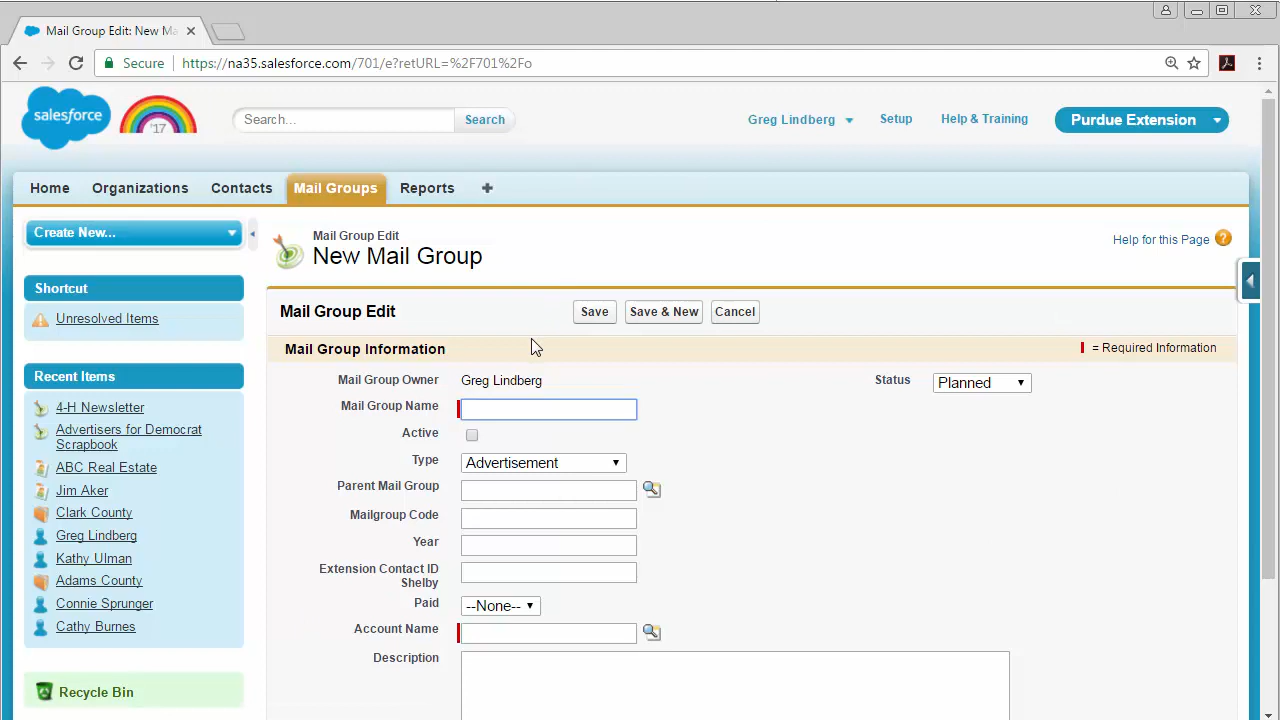 Mail Group Edit: New Ma
Secure
https://na35.salesforce.com/701/e?retURL=%2F701%2Fo
salesforce
'17
Search...
Search
Greg Lindberg
Setup
Help & Training
Purdue Extension
Home
Organizations
Contacts
Mail Groups
Reports
Create New...
Shortcut
Unresolved Items
Recent Items
4-H Newsletter
Advertisers for Democrat
Scrapbook
ABC Real Estate
Jim Aker
Clark County
Greg Lindberg
Kathy Ulman
Adams County
Connie Sprunger
Cathy Burnes
Recycle Bin
Mail Group Edit
New Mail Group
Help for this Page
Mail Group Edit
Save
Save & New
Cancel
Mail Group Information
= Required Information
Mail Group Owner
Greg Lindberg
Status
Planned
Mail Group Name
Active
Type
Advertisement
Parent Mail Group
Mailgroup Code
Year
Extension Contact ID
Shelby
Paid
--None--
Account Name
Description